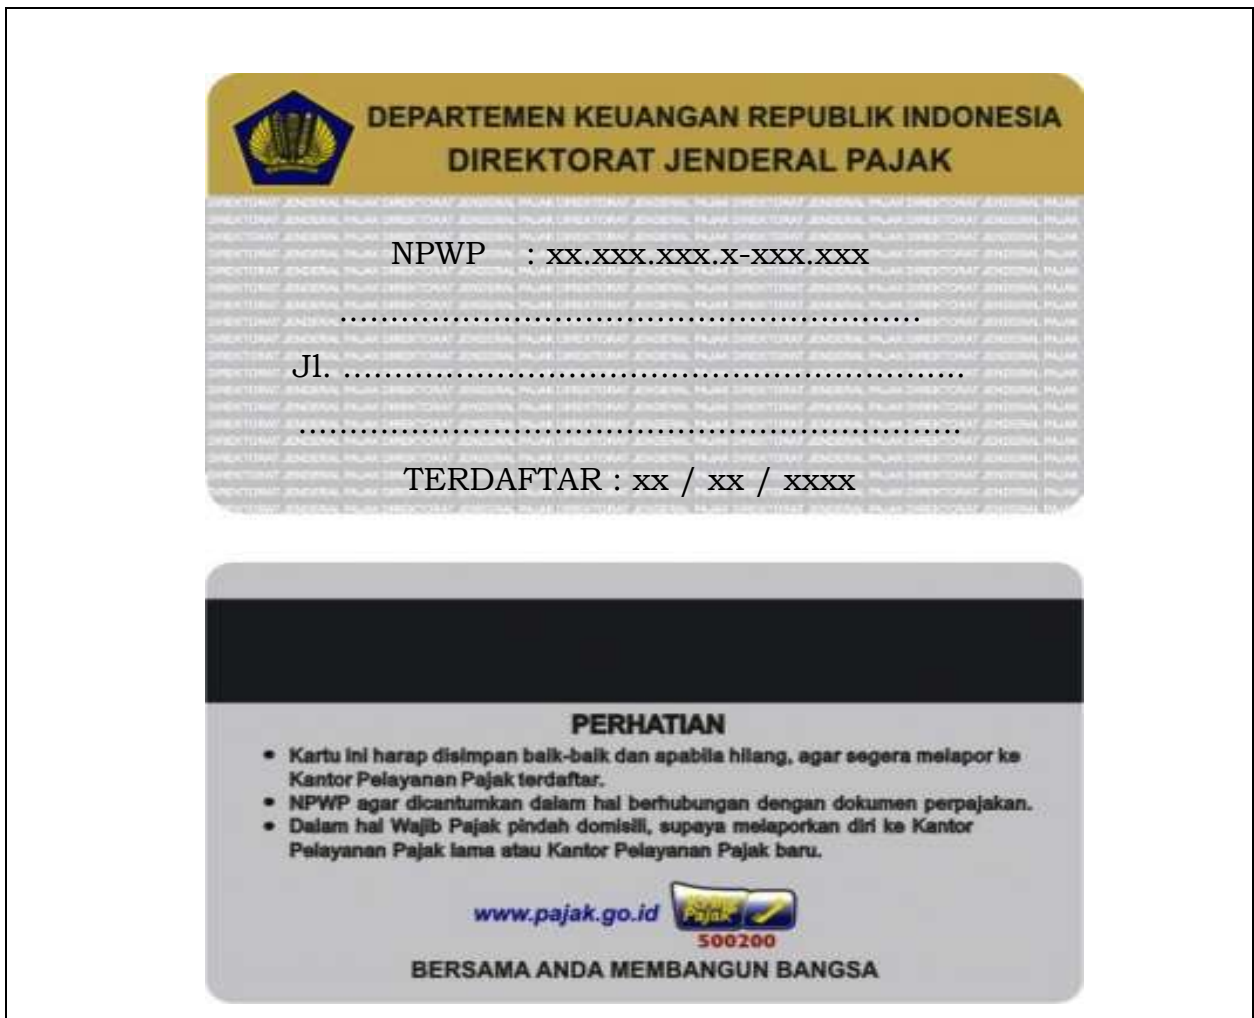 DEPARTEMEN KEUANGAN REPUBLIK INDONESIA
DIREKTORAT JENDERAL PAJAK
NPWP : xx.xxx.xxx.x-xxx.xxx
..........................................................
Jl. ..............................................................
..................................................................
TERDAFTAR : xx / xx / xxxx
PERHATIAN
• Kartu ini harap disimpan baik-baik dan apabila hilang, agar segera melapor ke
Kantor Pelayanan Pajak terdaftar.
• NPWP agar dicantumkan dalam hal berhubungan dengan dokumen perpajakan.
• Dalam hal Wajib Pajak pindah domisili, supaya melaporkan diri ke Kantor
Pelayanan Pajak lama atau Kantor Pelayanan Pajak baru.
www.pajak.go.id
Pajak
500200
BERSAMA ANDA MEMBANGUN BANGSA